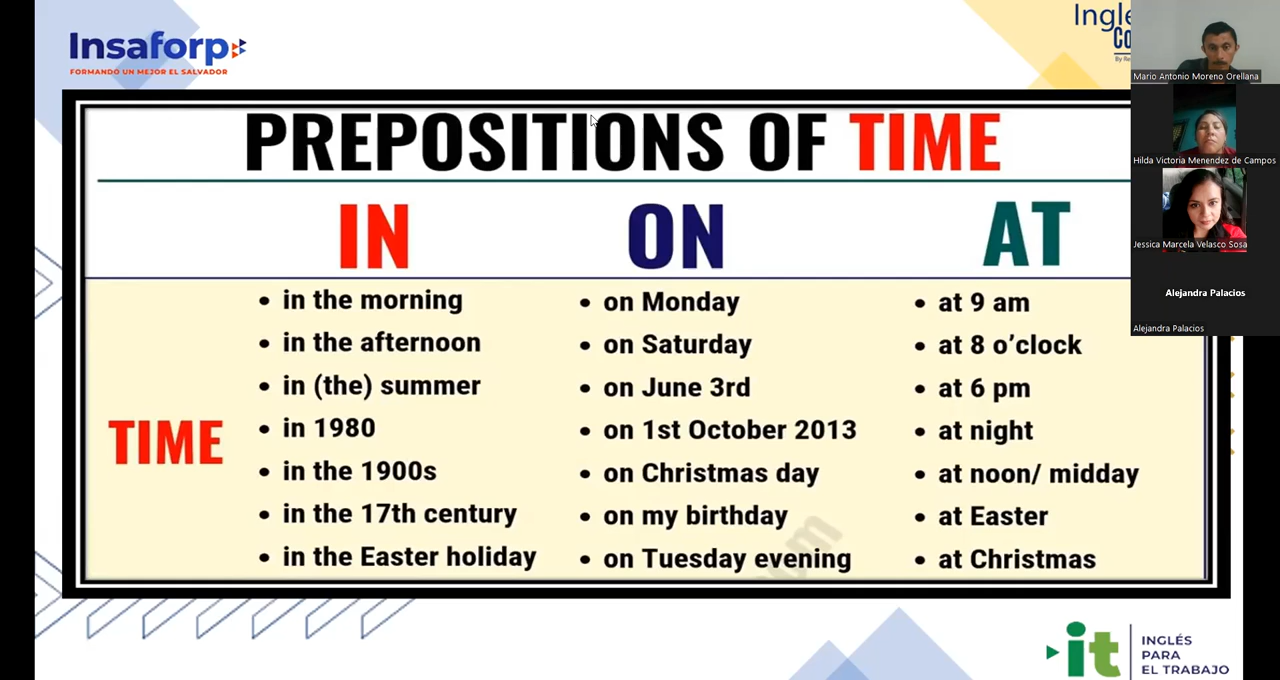 Insaforp
FORMANDO UN MEJOR EL SALVADOR
PREPOSITIONS OF TIME
IN ON AT
TIME
• in the morning
• in the afternoon
• in (the) summer
• in 1980
• in the 1900s
• in the 17th century
• in the Easter holiday
• on Monday
• on Saturday
• on June 3rd
• on 1st October 2013
• on Christmas day
• on my birthday
• on Tuesday evening
• at 9 am
• at 8 o’clock
• at 6 pm
• at night
• at noon/ midday
• at Easter
• at Christmas
Mario Antonio Moreno Orellana
Hilda Victoria Menendez de Campos
Jessica Marcela Velasco Sosa
Alejandra Palacios
Alejandra Palacios
it
INGLÉS
PARA
EL TRABAJO